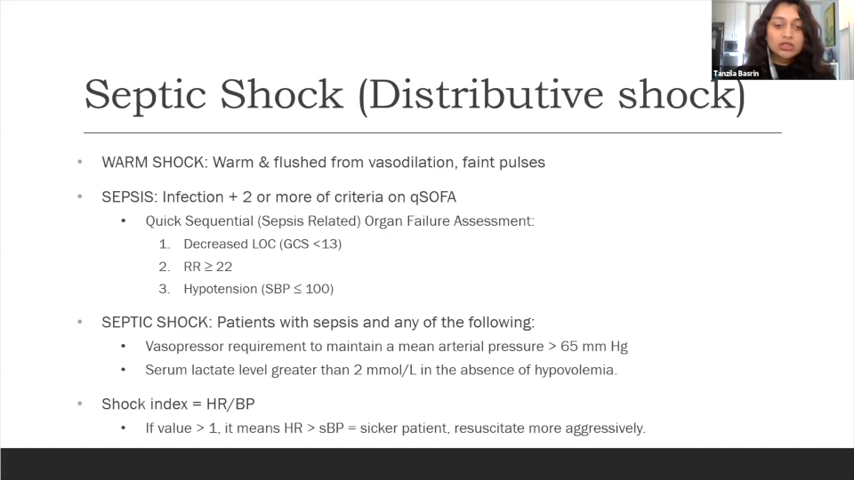 Tanzila Basrin
Septic Shock (Distributive shock)
• WARM SHOCK: Warm & flushed from vasodilation, faint pulses
• SEPSIS: Infection + 2 or more of criteria on qSOFA
• Quick Sequential (Sepsis Related) Organ Failure Assessment:
1. Decreased LOC (GCS <13)
2. RR ≥ 22
3. Hypotension (SBP ≤ 100)
• SEPTIC SHOCK: Patients with sepsis and any of the following:
• Vasopressor requirement to maintain a mean arterial pressure > 65 mm Hg
• Serum lactate level greater than 2 mmol/L in the absence of hypovolemia.
• Shock index = HR/BP
• If value > 1, it means HR > sBP = sicker patient, resuscitate more aggressively.